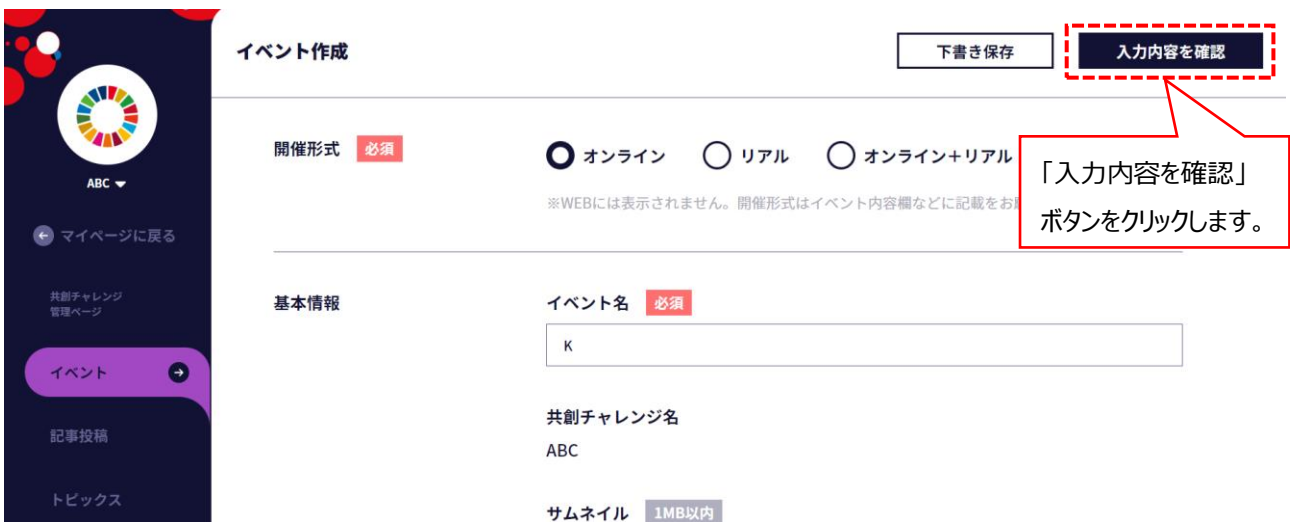 イベント作成
下書き保存
入力内容を確認
「入力内容を確認」
ボタンをクリックします。
ABC
マイページに戻る
共創チャレンジ
管理ページ
イベント
記事投稿
トピックス
開催形式 必須
オンライン リアル オンライン+リアル
※WEBには表示されません。開催形式はイベント内容欄などに記載をお
基本情報
イベント名 必須
K
共創チャレンジ名
ABC
サムネイル 1MB以内